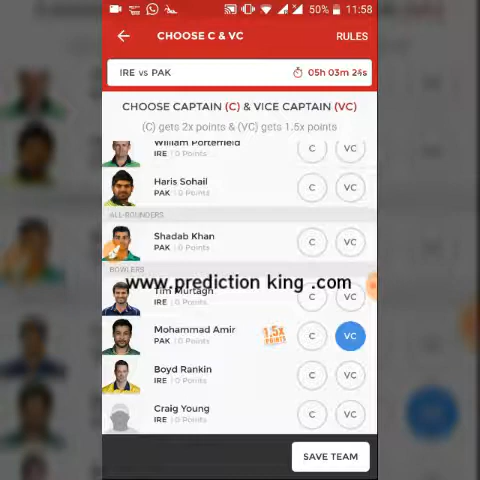 50% 11:58
CHOOSE C & VC RULES
IRE vs PAK 05h 03m 24s
CHOOSE CAPTAIN (C) & VICE CAPTAIN (VC)
(C) gets 2x points & (VC) gets 1.5x points
William Porterfield C VC
IRE | 0 Points
Haris Sohail C VC
PAK | 0 Points
ALL-ROUNDERS
Shadab Khan C VC
PAK | 0 Points
BOWLERS
www.prediction king .com
Tim Murtagh C VC
IRE | 0 Points
Mohammad Amir 1.5x POINTS C VC
PAK | 0 Points
Boyd Rankin C VC
IRE | 0 Points
Craig Young C VC
IRE | 0 Points
SAVE TEAM